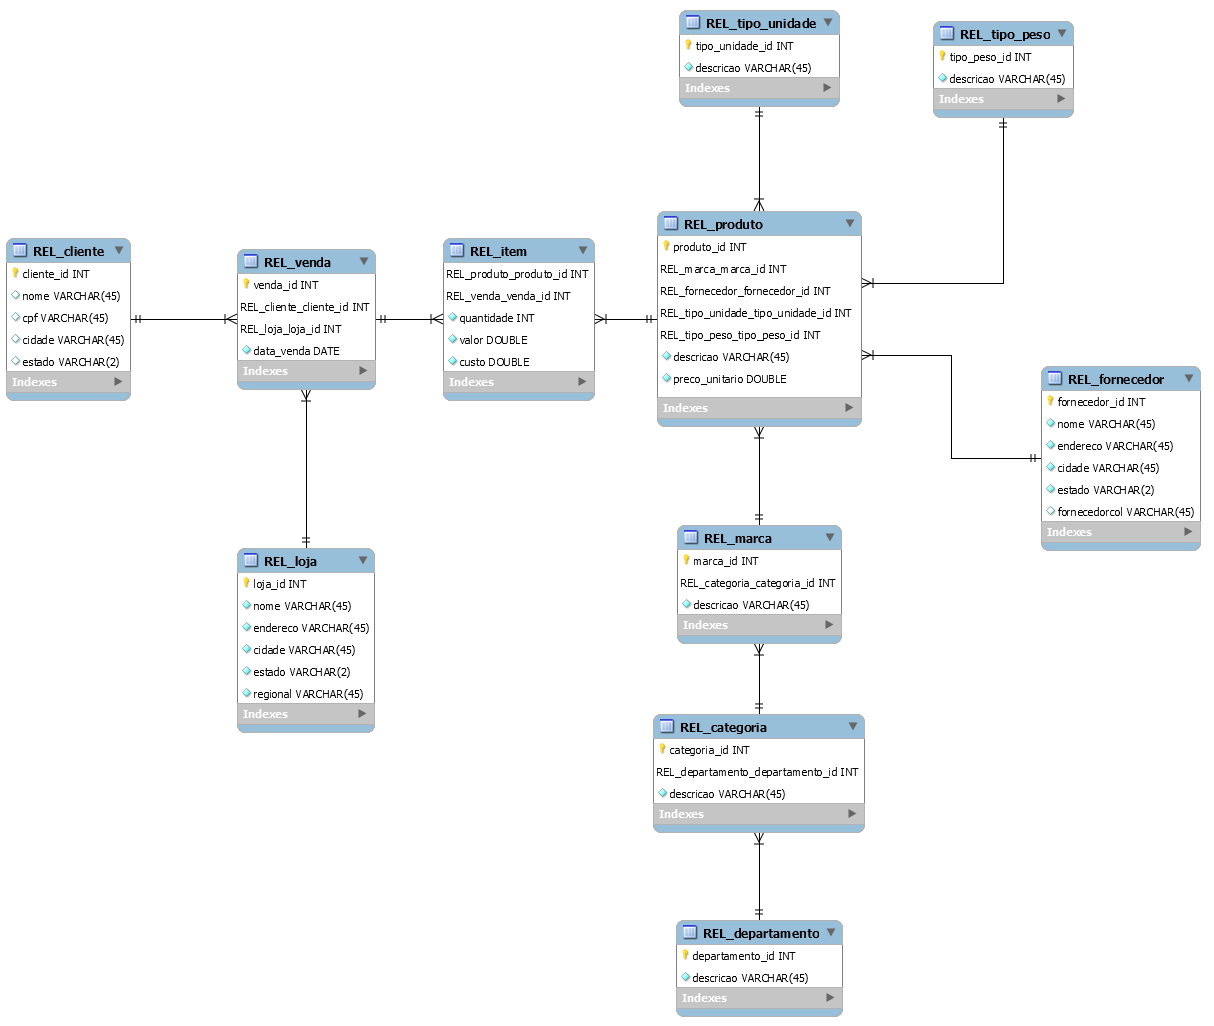 REL_tipo_unidade
tipo_unidade_id INT
descricao VARCHAR(45)
Indexes
REL_tipo_peso
tipo_peso_id INT
descricao VARCHAR(45)
Indexes
REL_cliente
cliente_id INT
nome VARCHAR(45)
cpf VARCHAR(45)
cidade VARCHAR(45)
estado VARCHAR(2)
Indexes
REL_venda
venda_id INT
REL_cliente_cliente_id INT
REL_loja_loja_id INT
data_venda DATE
Indexes
REL_item
REL_produto_produto_id INT
REL_venda_venda_id INT
quantidade INT
valor DOUBLE
custo DOUBLE
Indexes
REL_produto
produto_id INT
REL_marca_marca_id INT
REL_fornecedor_fornecedor_id INT
REL_tipo_unidade_tipo_unidade_id INT
REL_tipo_peso_tipo_peso_id INT
descricao VARCHAR(45)
preco_unitario DOUBLE
Indexes
REL_fornecedor
fornecedor_id INT
nome VARCHAR(45)
endereco VARCHAR(45)
cidade VARCHAR(45)
estado VARCHAR(2)
fornecedorcol VARCHAR(45)
Indexes
REL_loja
loja_id INT
nome VARCHAR(45)
endereco VARCHAR(45)
cidade VARCHAR(45)
estado VARCHAR(2)
regional VARCHAR(45)
Indexes
REL_marca
marca_id INT
REL_categoria_categoria_id INT
descricao VARCHAR(45)
Indexes
REL_categoria
categoria_id INT
REL_departamento_departamento_id INT
descricao VARCHAR(45)
Indexes
REL_departamento
departamento_id INT
descricao VARCHAR(45)
Indexes